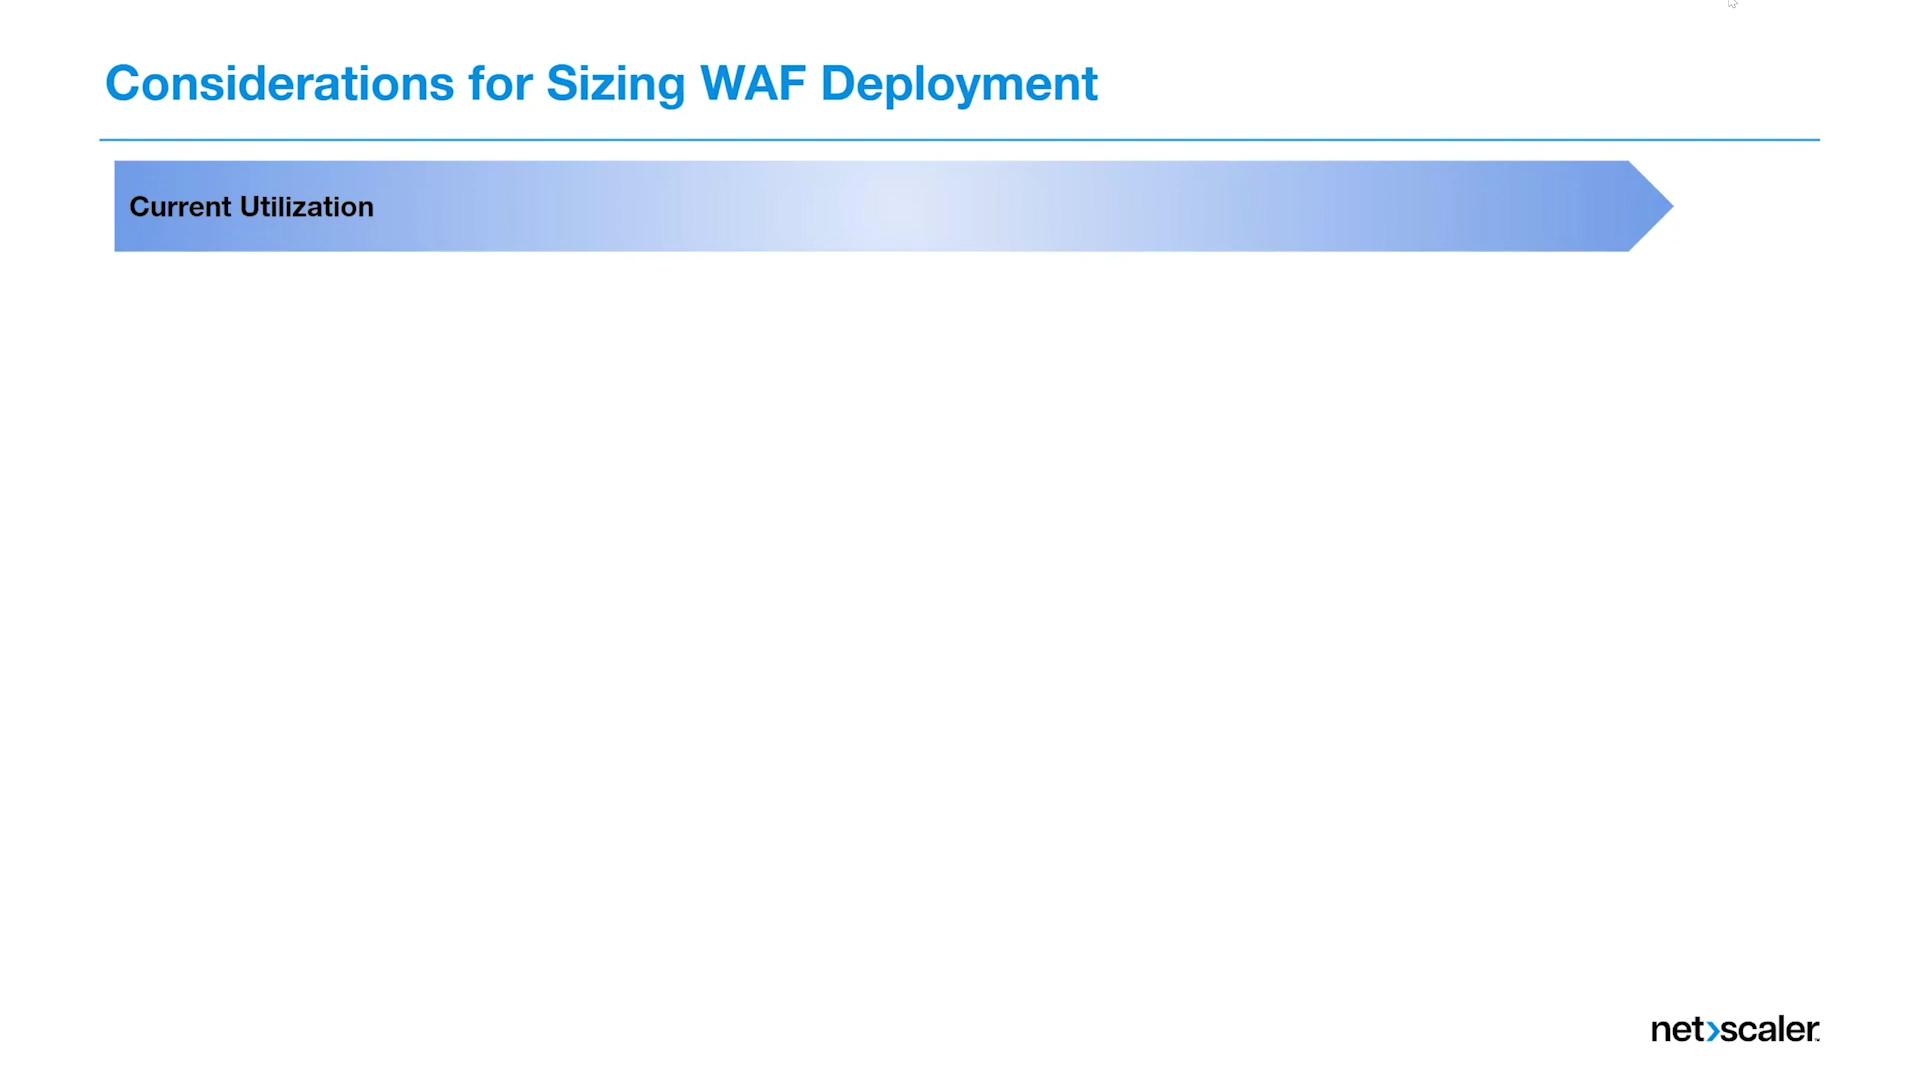 Considerations for Sizing WAF Deployment
Current Utilization
net>scaler